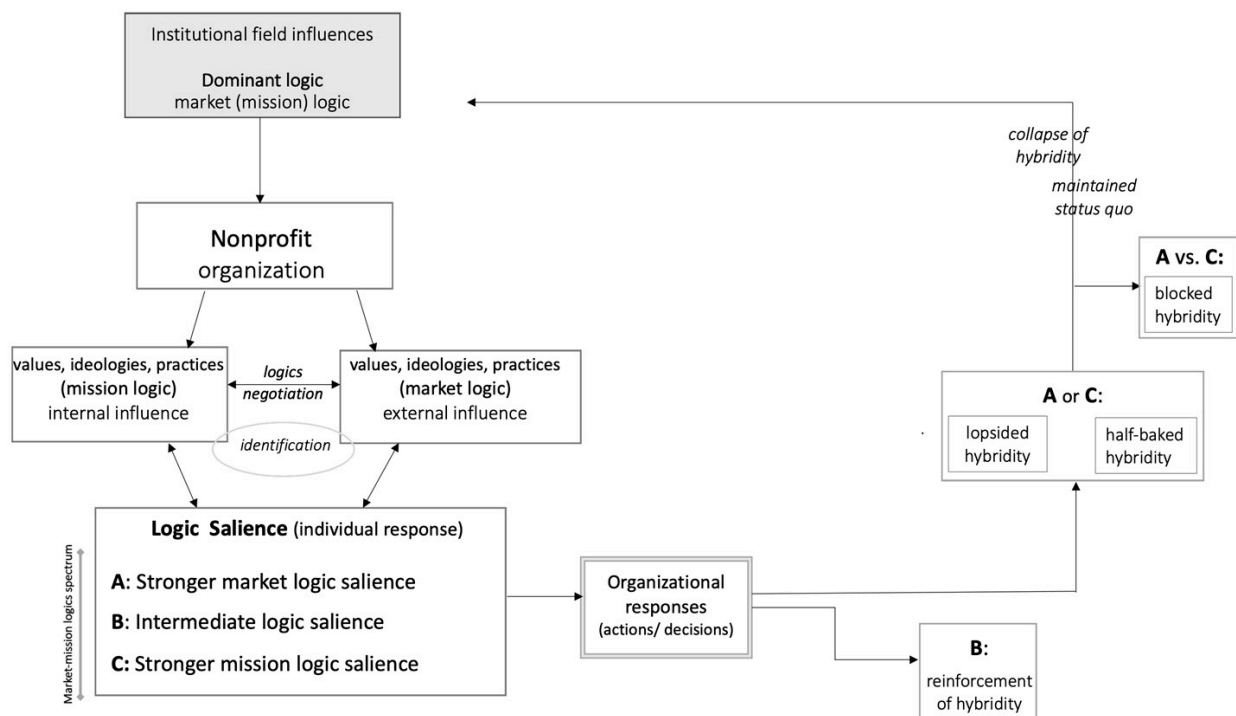 Institutional field influences
Dominant logic
market (mission) logic
collapse of
hybridity
maintained
status quo
Nonprofit
organization
A vs. C:
blocked
hybridity
values, ideologies, practices
(mission logic)
internal influence
logics
negotiation
values, ideologies, practices
(market logic)
external influence
identification
A or C:
lopsided
hybridity
half-baked
hybridity
Market-mission logics spectrum
Logic Salience (individual response)
A: Stronger market logic salience
B: Intermediate logic salience
C: Stronger mission logic salience
Organizational
responses
(actions/ decisions)
B:
reinforcement
of hybridity